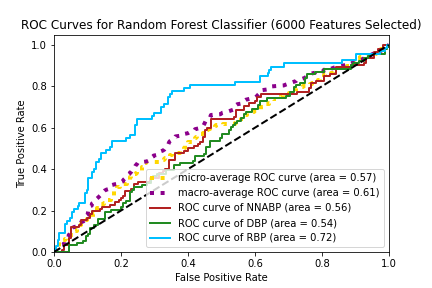 ROC Curves for Random Forest Classifier (6000 Features Selected)
1.0
0.8
0.6
0.4
0.2
0.0
True Positive Rate
micro-average ROC curve (area = 0.57)
macro-average ROC curve (area = 0.61)
ROC curve of NNABP (area = 0.56)
ROC curve of DBP (area = 0.54)
ROC curve of RBP (area = 0.72)
0.0 0.2 0.4 0.6 0.8 1.0
False Positive Rate